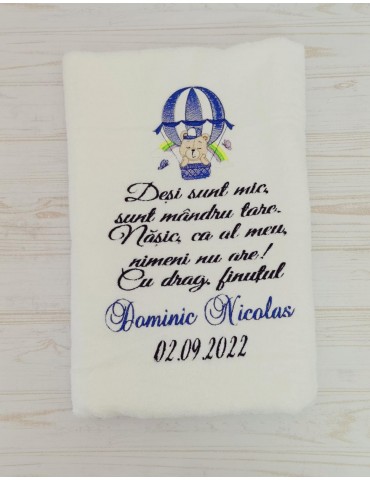 Deși sunt mic,
sunt mândru tare.
Nășic, ca al meu,
nimeni nu are!
Cu drag, finuțul
Dominic Nicolas
02.09.2022